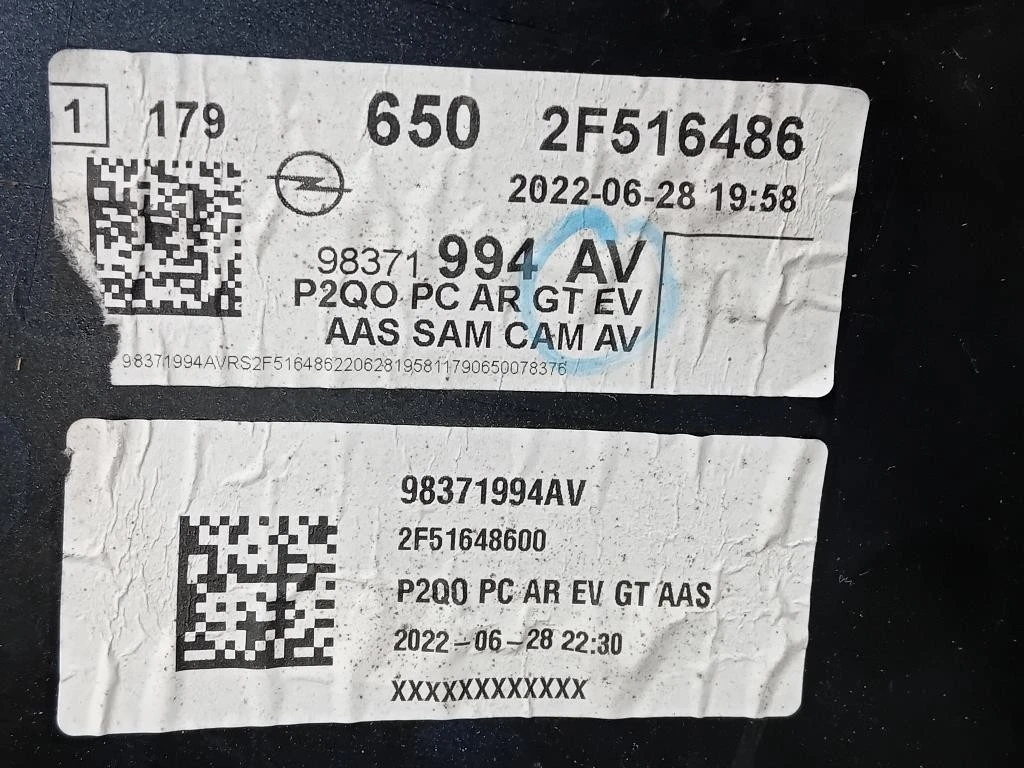 1 179 650 2F516486
2022-06-28 19:58
98371 994 AV
P2QO PC AR GT EV
AAS SAM CAM AV
98371994AVRS2F516486220628195811790650078376 /
98371994AV
2F51648600
P2QO PC AR EV GT AAS
2022-06-28 22:30
XXXXXXXXXXXX